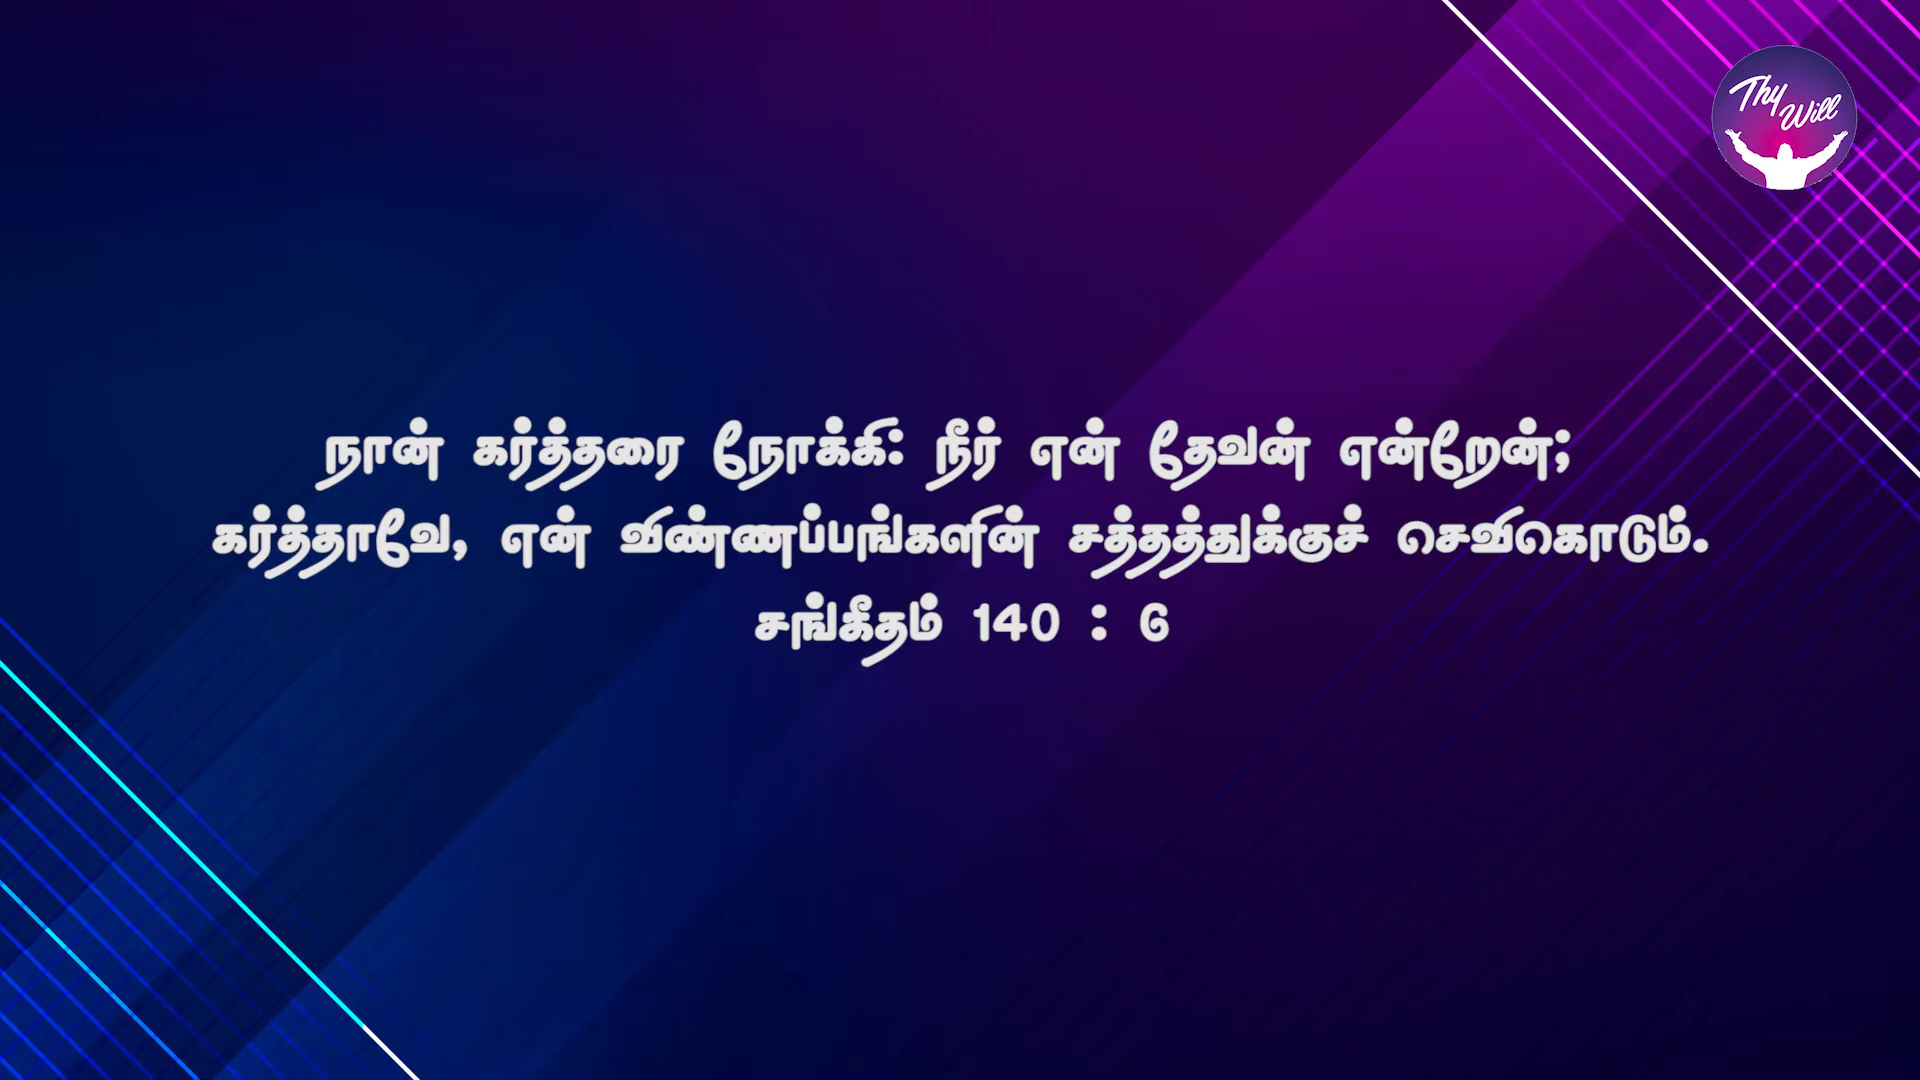 Thy
Will
நான் கர்த்தரை நோக்கி: நீர் என் தேவன் என்றேன்;
கர்த்தாவே, என் விண்ணப்பங்களின் சத்தத்துக்குச் செவிகொடும்.
சங்கீதம் 140 : 6